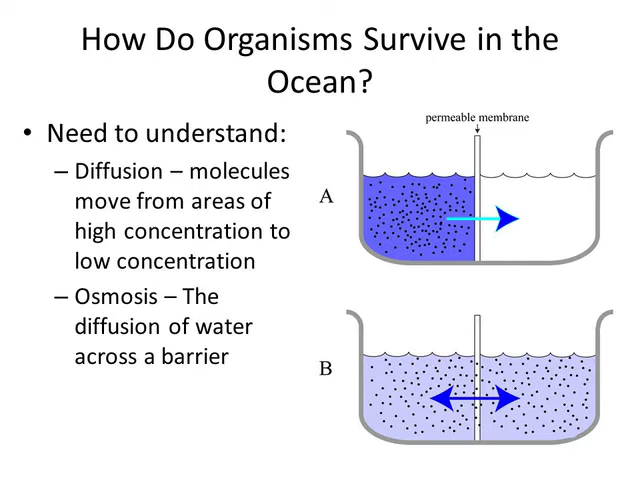 How Do Organisms Survive in the
Ocean?
• Need to understand:
– Diffusion – molecules
move from areas of
high concentration to
low concentration
– Osmosis – The
diffusion of water
across a barrier
permeable membrane
A
B